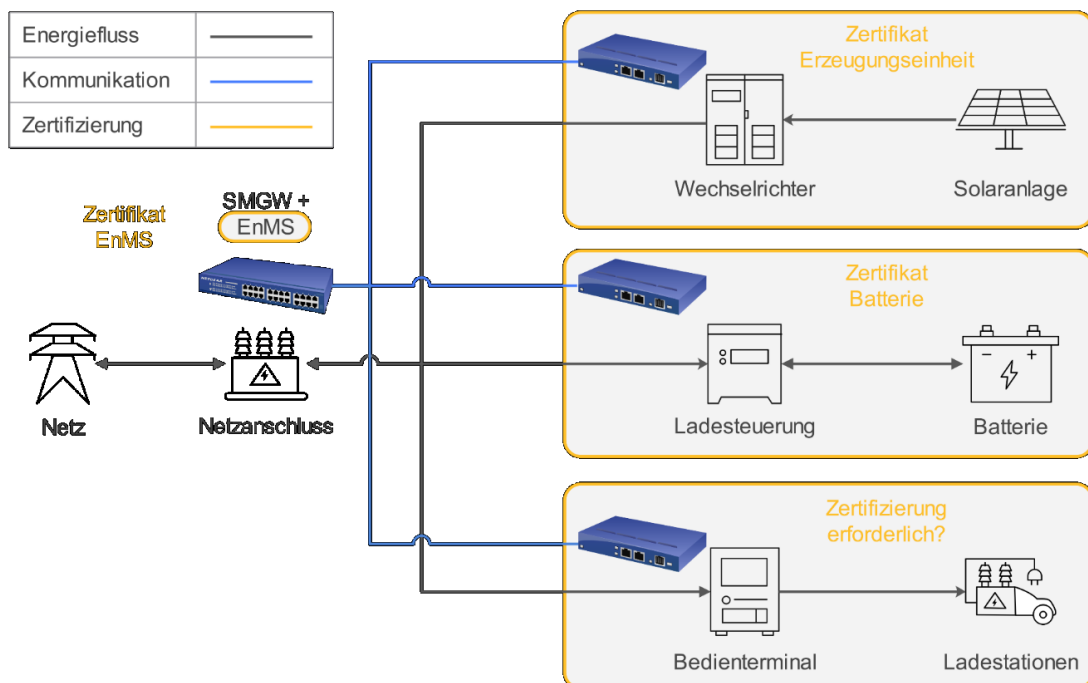 Energiefluss
Kommunikation
Zertifizierung
Zertifikat
EnMS
SMGW +
EnMS
Netz
Netzanschluss
Zertifikat
Erzeugungseinheit
Wechselrichter
Solaranlage
Zertifikat
Batterie
Ladesteuerung
Batterie
Zertifizierung
erforderlich?
Bedienterminal
Ladestationen